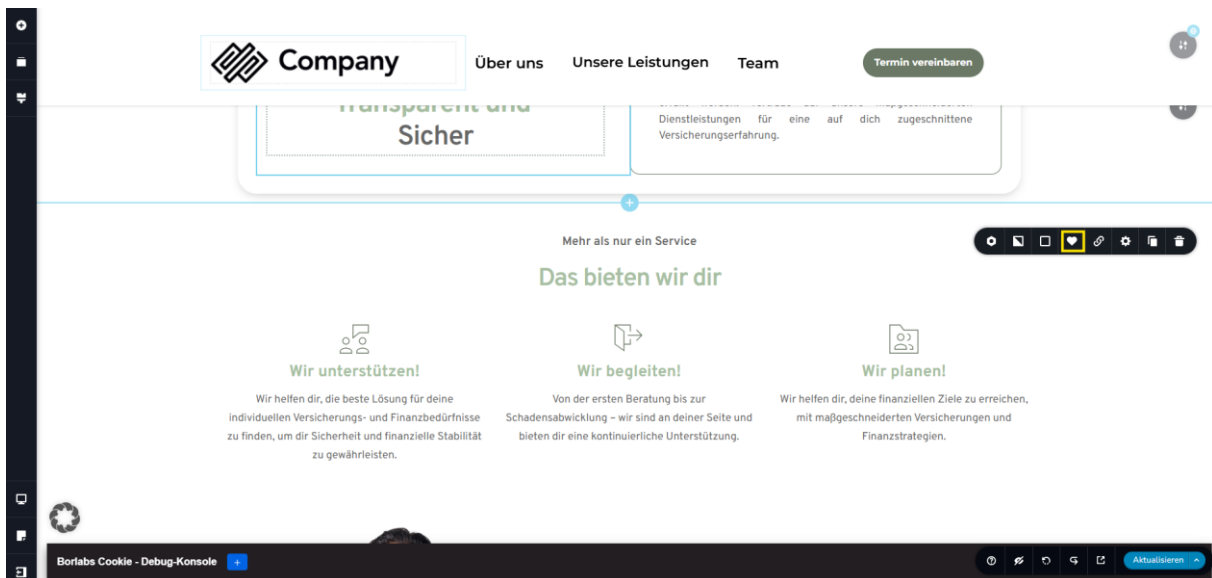 Company
Über uns
Unsere Leistungen
Team
Termin vereinbaren
Transparent und
Sicher
Dienstleistungen für eine auf dich zugeschnittene
Versicherungserfahrung.
Mehr als nur ein Service
Das bieten wir dir
Wir unterstützen!
Wir helfen dir, die beste Lösung für deine
individuellen Versicherungs- und Finanzbedürfnisse
zu finden, um dir Sicherheit und finanzielle Stabilität
zu gewährleisten.
Wir begleiten!
Von der ersten Beratung bis zur
Schadensabwicklung – wir sind an deiner Seite und
bieten dir eine kontinuierliche Unterstützung.
Wir planen!
Wir helfen dir, deine finanziellen Ziele zu erreichen,
mit maßgeschneiderten Versicherungen und
Finanzstrategien.
Borlabs Cookie - Debug-Konsole
Aktualisieren